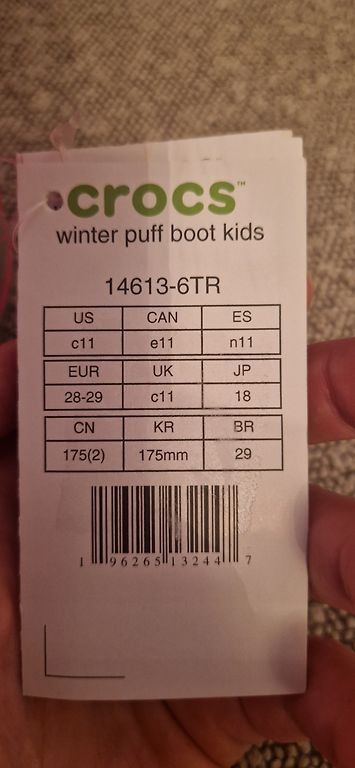 crocs™
winter puff boot kids
14613-6TR
US CAN ES
c11 e11 n11
EUR UK JP
28-29 c11 18
CN KR BR
175(2) 175mm 29
1 96265 13244 7